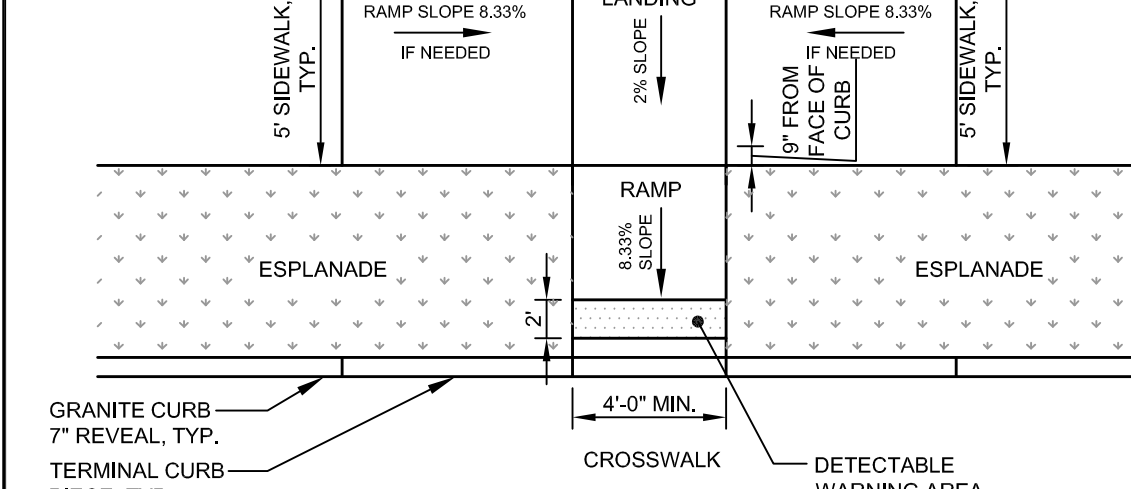 RAMP SLOPE 8.33%
IF NEEDED
LANDING
2% SLOPE
RAMP SLOPE 8.33%
IF NEEDED
5' SIDEWALK,
TYP.
9" FROM
FACE OF
CURB
5' SIDEWALK,
TYP.
RAMP
8.33%
SLOPE
ESPLANADE
ESPLANADE
2'
GRANITE CURB
7" REVEAL, TYP.
4'-0" MIN.
TERMINAL CURB
CROSSWALK
DETECTABLE
WARNING AREA